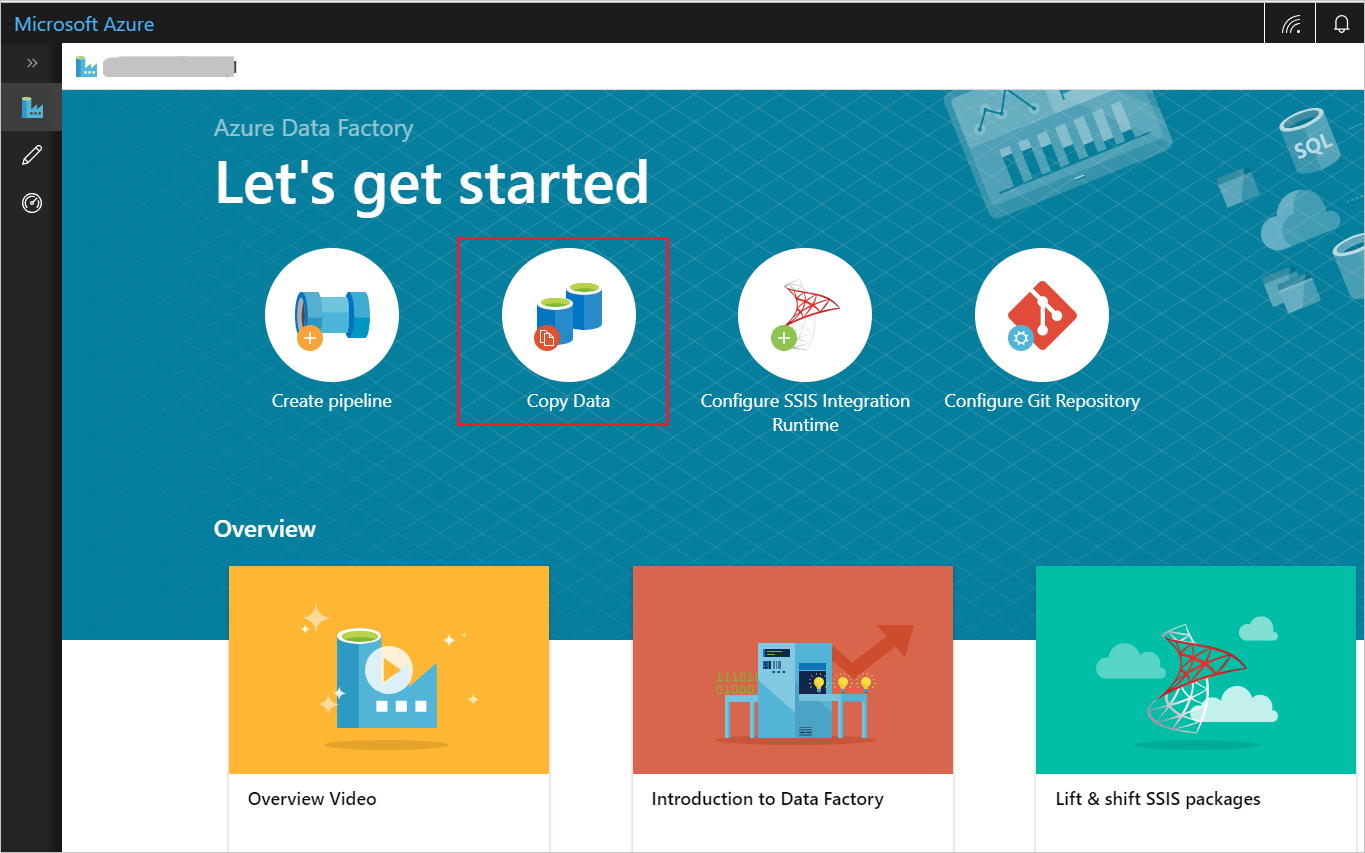 Microsoft Azure
Azure Data Factory
Let's get started
SQL
Create pipeline
Copy Data
Configure SSIS Integration
Runtime
Configure Git Repository
Overview
Overview Video
Introduction to Data Factory
Lift & shift SSIS packages